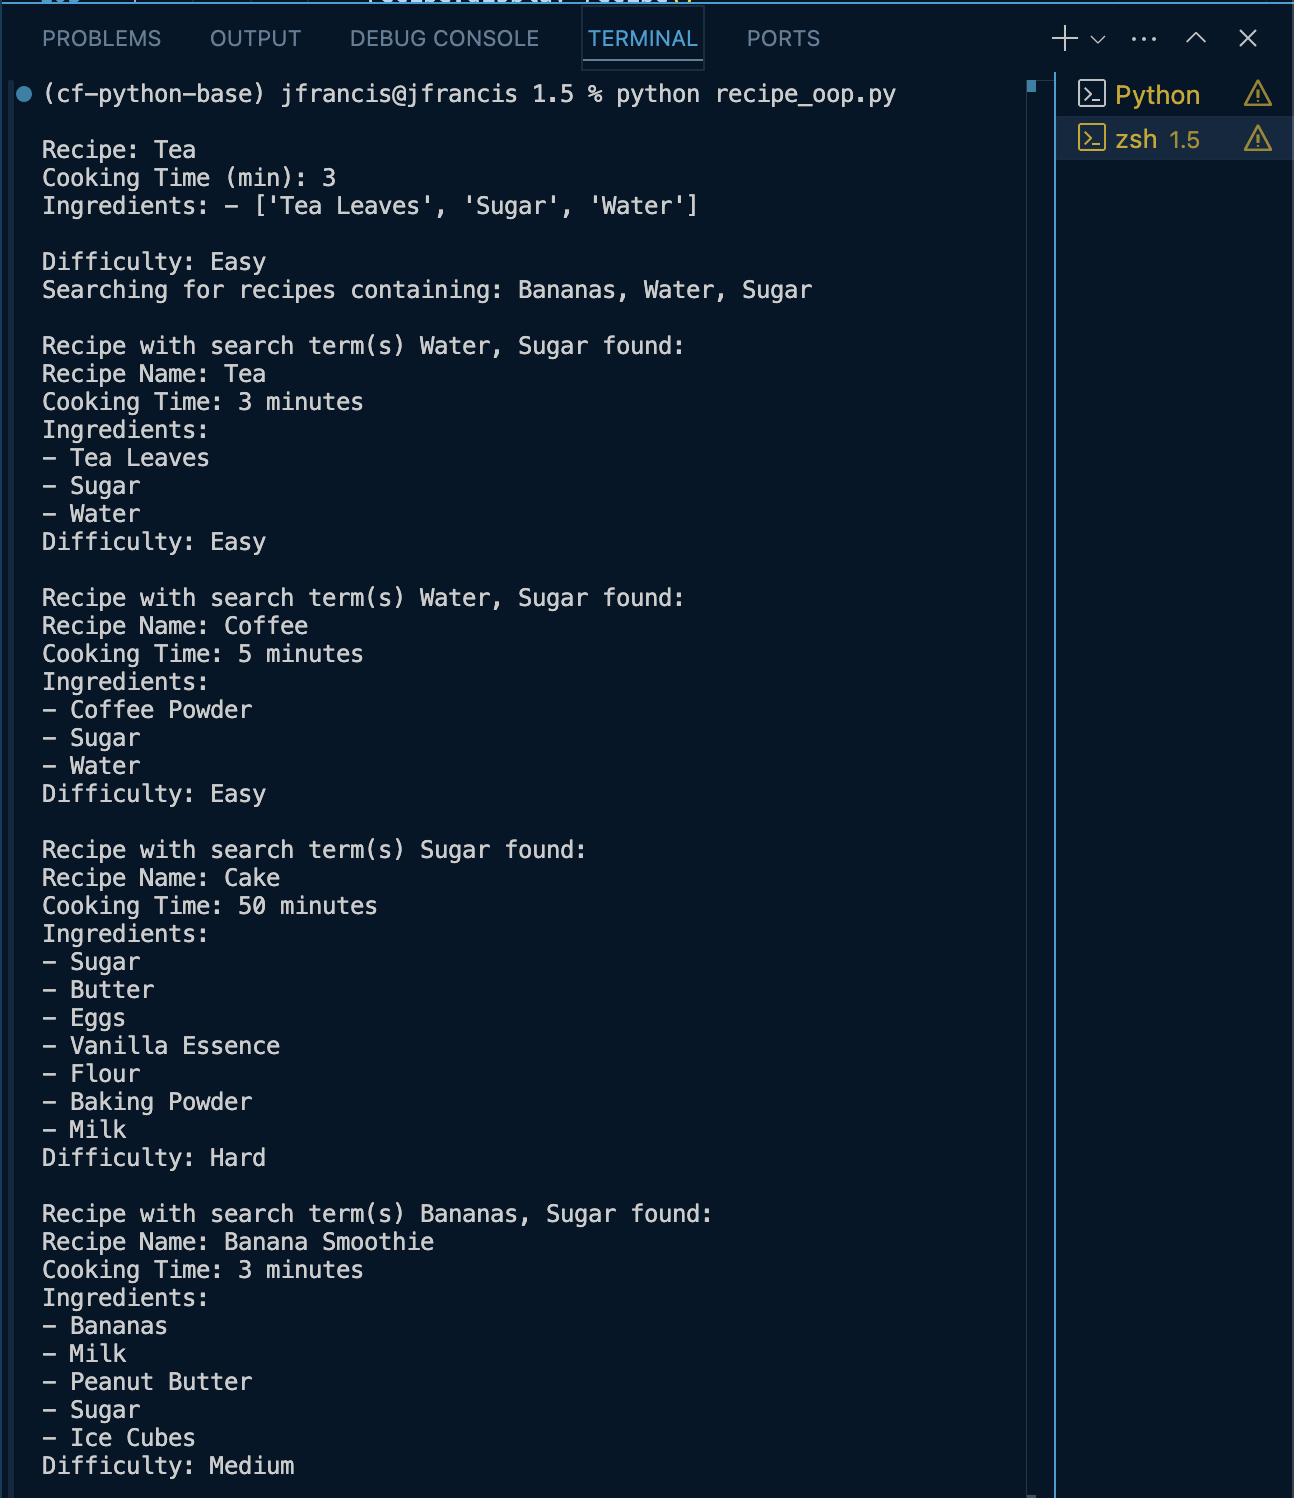 PROBLEMS OUTPUT DEBUG CONSOLE TERMINAL PORTS
(cf-python-base) jfrancis@jfrancis 1.5 % python recipe_oop.py
Python
zsh 1.5
Recipe: Tea
Cooking Time (min): 3
Ingredients: - ['Tea Leaves', 'Sugar', 'Water']
Difficulty: Easy
Searching for recipes containing: Bananas, Water, Sugar
Recipe with search term(s) Water, Sugar found:
Recipe Name: Tea
Cooking Time: 3 minutes
Ingredients:
- Tea Leaves
- Sugar
- Water
Difficulty: Easy
Recipe with search term(s) Water, Sugar found:
Recipe Name: Coffee
Cooking Time: 5 minutes
Ingredients:
- Coffee Powder
- Sugar
- Water
Difficulty: Easy
Recipe with search term(s) Sugar found:
Recipe Name: Cake
Cooking Time: 50 minutes
Ingredients:
- Sugar
- Butter
- Eggs
- Vanilla Essence
- Flour
- Baking Powder
- Milk
Difficulty: Hard
Recipe with search term(s) Bananas, Sugar found:
Recipe Name: Banana Smoothie
Cooking Time: 3 minutes
Ingredients:
- Bananas
- Milk
- Peanut Butter
- Sugar
- Ice Cubes
Difficulty: Medium